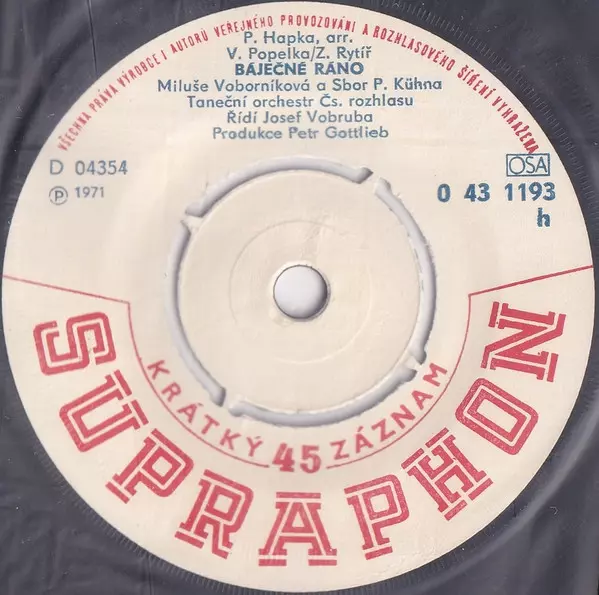 VŠECHNA PRÁVA VÝROBCE I AUTORŮ VEŘEJNÉHO PROVOZOVÁNÍ A ROZHLASOVÉHO ŠÍŘENÍ VYHRAŽENA
P. Hapka, arr.
V. Popelka/Z. Rytíř
BÁJEČNÉ RÁNO
Miluše Voborníková a Sbor P. Kühna
Taneční orchestr Čs. rozhlasu
Řídí Josef Vobruba
Produkce Petr Gottlieb
D 04354
Ⓟ 1971
OSA
0 43 1193
h
KRÁTKÝ 45 ZÁZNAM
SUPRAPHON